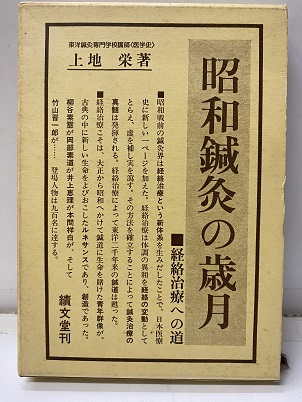 昭和鍼灸の歳月
■経絡治療への道
東洋鍼灸専門学校講師〈医学史〉
上地 栄著
■昭和戦前の鍼灸界は経絡治療という新体系を生みだしたことで、日本医療
史に新しい一ページを加えた。経絡治療は体調の異和を経絡の変動として
とらえ、虚を補し実を瀉す。その方法を確立することによって鍼灸治療の
真髄は発揮される。経絡治療によって東洋二千年来の鍼道は甦った。
■経絡治療こそは、大正から昭和へかけて鍼道に生命を賭けた青年群像が、
古典の中に新しい生命をよびおこしたルネサンスであり、創造であった。
柳谷素霊が岡部素道が井上恵理が本間祥白が、そして
竹山晋一郎が……　登場人物は九百名に達する。
績文堂刊